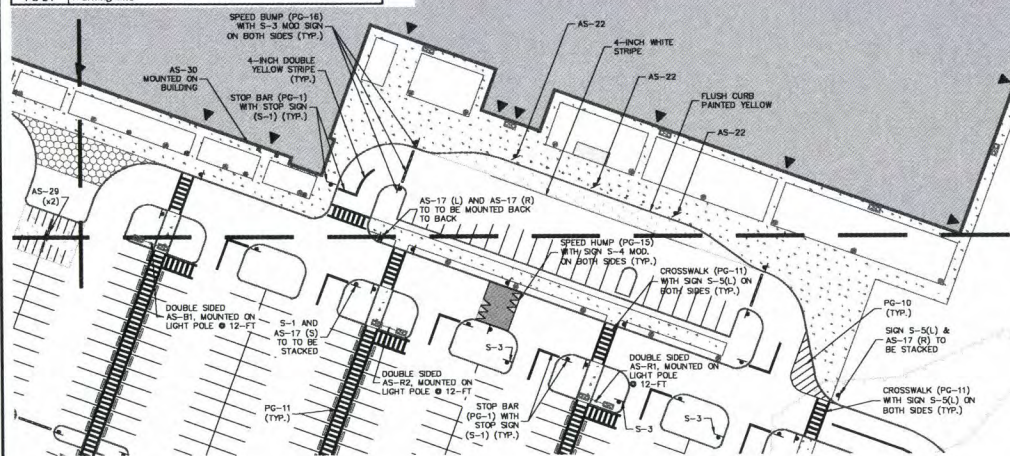 SPEED BUMP (PG-16)
WITH S-3 MOD SIGN
ON BOTH SIDES (TYP.)
AS-30
MOUNTED ON
BUILDING
4-INCH DOUBLE
YELLOW STRIPE
(TYP.)
STOP BAR (PG-1)
WITH STOP SIGN
(S-1) (TYP.)
AS-22
4-INCH WHITE
STRIPE
AS-22
FLUSH CURB
PAINTED YELLOW
AS-22
AS-29
(x2)
AS-17 (L) AND AS-17 (R)
TO TO BE MOUNTED BACK
TO BACK
SPEED HUMP (PG-15)
WITH SIGN S-4 MOD.
ON BOTH SIDES (TYP.)
CROSSWALK (PG-11)
WITH SIGN S-5(L) ON
BOTH SIDES (TYP.)
PG-10
(TYP.)
SIGN S-5(L) &
AS-17 (R) TO
BE STACKED
DOUBLE SIDED
AS-B1, MOUNTED ON
LIGHT POLE @ 12-FT
S-1 AND
AS-17 (S)
TO TO BE
STACKED
S-3
DOUBLE SIDED
AS-R2, MOUNTED ON
LIGHT POLE @ 12-FT
DOUBLE SIDED
AS-R1, MOUNTED ON
LIGHT POLE
@ 12-FT
PG-11
(TYP.)
STOP BAR
(PG-1) WITH
STOP SIGN
(S-1) (TYP.)
S-3
S-3
CROSSWALK (PG-11)
WITH SIGN S-5(L) ON
BOTH SIDES (TYP.)